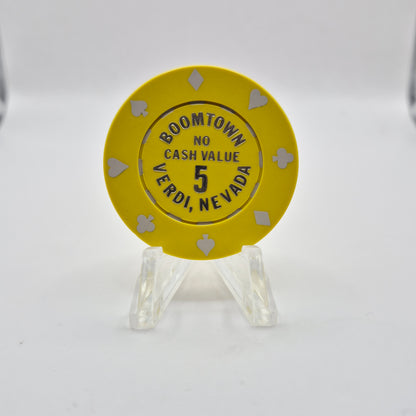 BOOMTOWN
NO
CASH VALUE
5
VERDI, NEVADA